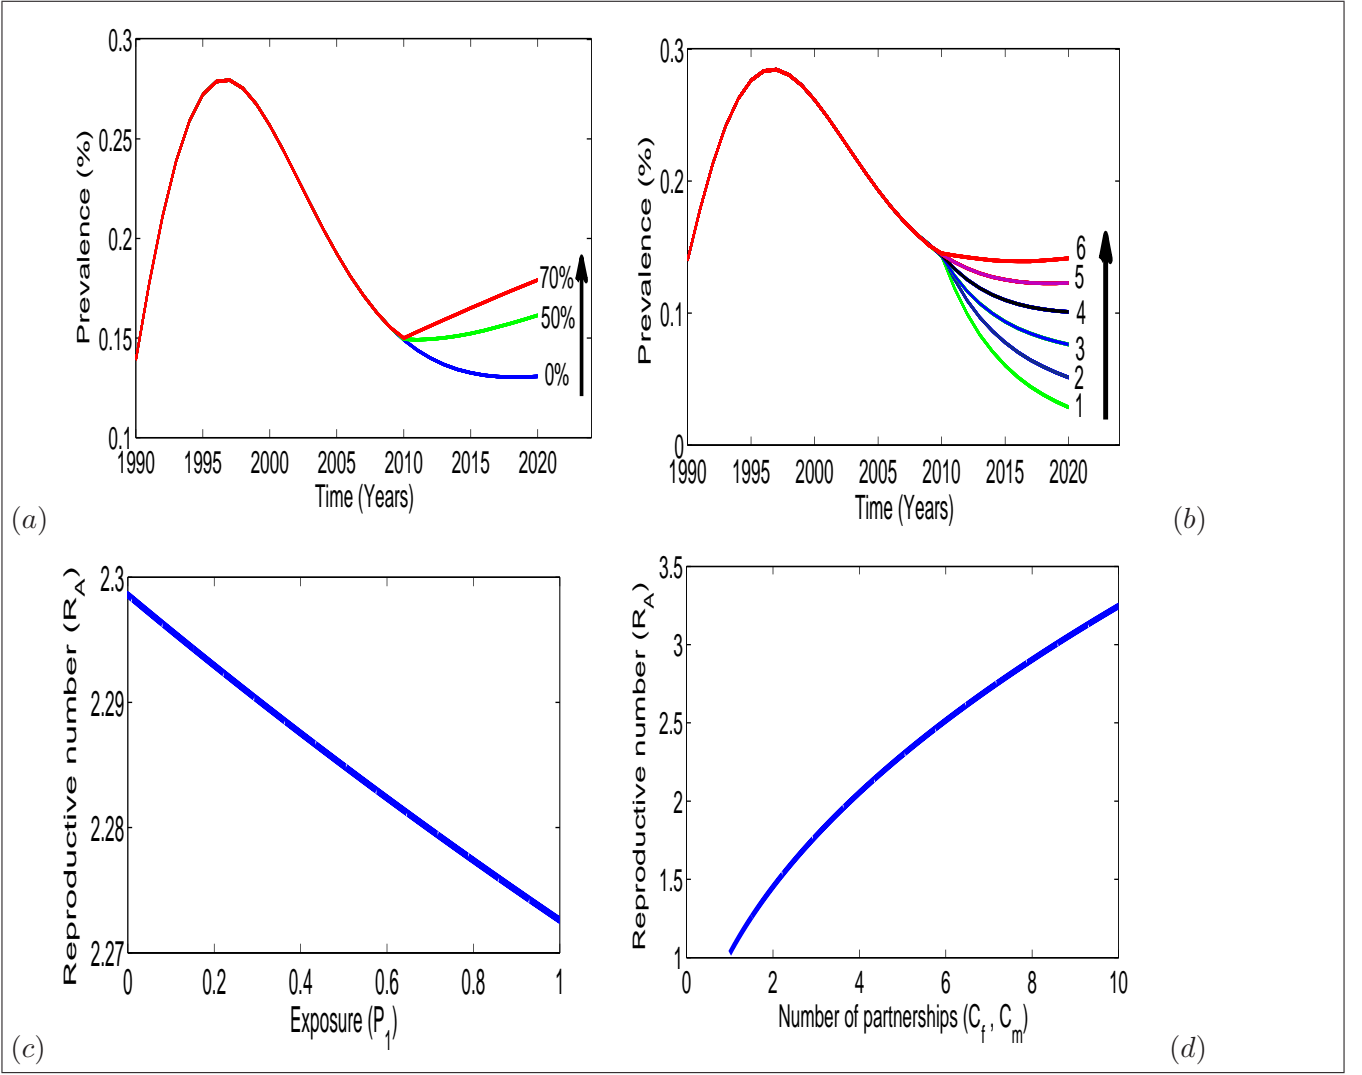 0.3
0.25
0.2
0.15
0.1
Prevalence (%)
70%
50%
0%
1990 1995 2000 2005 2010 2015 2020
Time (Years)
(a)
0.3
0.2
0.1
0
Prevalence (%)
6
5
4
3
2
1
1990 1995 2000 2005 2010 2015 2020
Time (Years)
(b)
2.3
2.29
2.28
2.27
Reproductive number (R_A)
0 0.2 0.4 0.6 0.8 1
Exposure (P_1)
(c)
3.5
3
2.5
2
1.5
1
Reproductive number (R_A)
0 2 4 6 8 10
Number of partnerships (C_f , C_m)
(d)